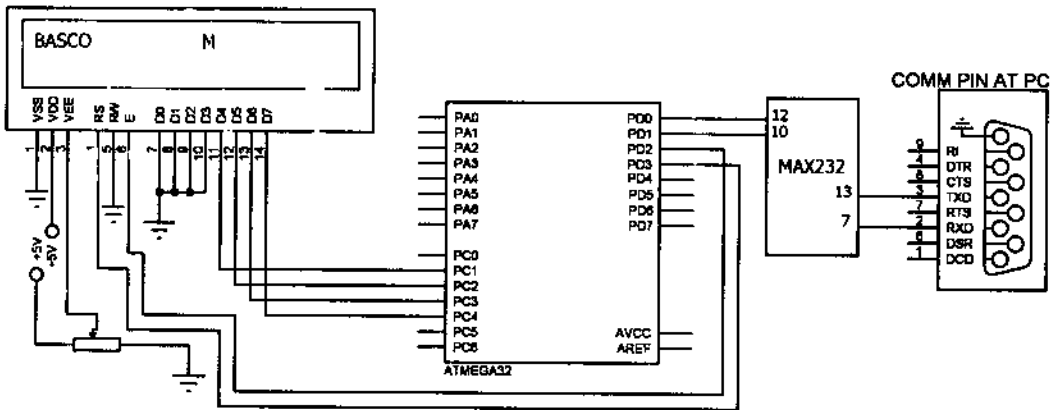 BASCO M
VSS
VDD
VEE
RS
RW
E
D0
D1
D2
D3
D4
D5
D6
D7
1
2
3
1
5
6
7
8
9
10
11
12
13
14
+5V
+5V
PA0
PA1
PA2
PA3
PA4
PA5
PA6
PA7
PC0
PC1
PC2
PC3
PC4
PC5
PC6
PD0
PD1
PD2
PD3
PD4
PD5
PD6
PD7
AVCC
AREF
ATMEGA32
12
10
MAX232
13
7
COMM PIN AT PC
9 RI
4 DTR
8 CTS
3 TXD
7 RTS
2 RXD
6 DSR
1 DCD